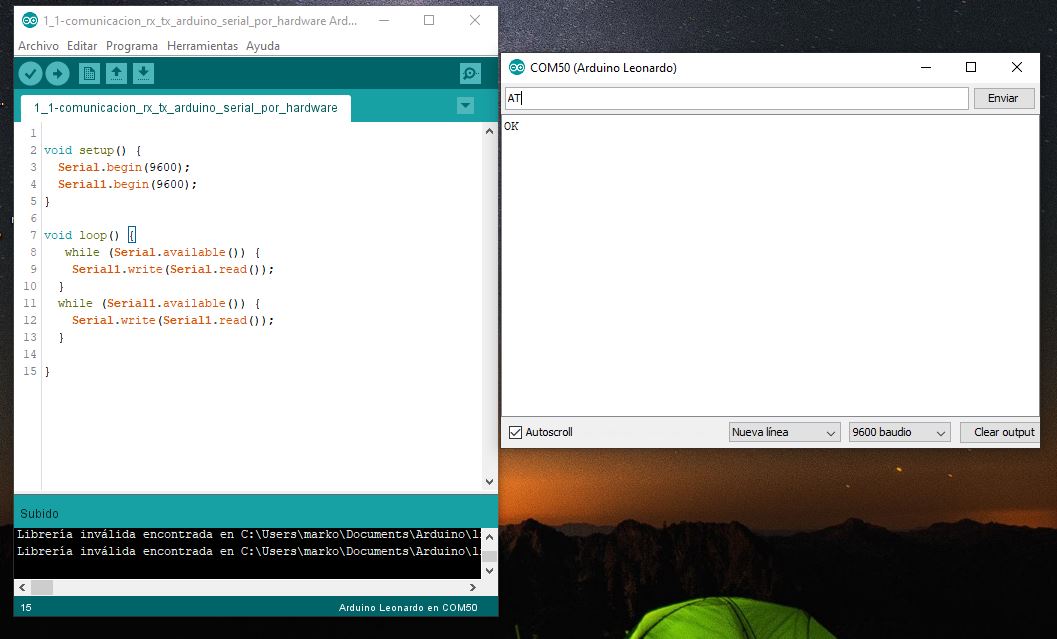 1_1-comunicacion_rx_tx_arduino_serial_por_hardware Ard...
Archivo Editar Programa Herramientas Ayuda
1_1-comunicacion_rx_tx_arduino_serial_por_hardware
1
2 void setup() {
3 Serial.begin(9600);
4 Serial1.begin(9600);
5 }
6
7 void loop() {
8 while (Serial.available()) {
9 Serial1.write(Serial.read());
10 }
11 while (Serial1.available()) {
12 Serial.write(Serial1.read());
13 }
14
15 }
Subido
Librería inválida encontrada en C:\Users\marko\Documents\Arduino\li
Librería inválida encontrada en C:\Users\marko\Documents\Arduino\li
15 Arduino Leonardo en COM50
COM50 (Arduino Leonardo)
AT Enviar
OK
Autoscroll Nueva línea 9600 baudio Clear output